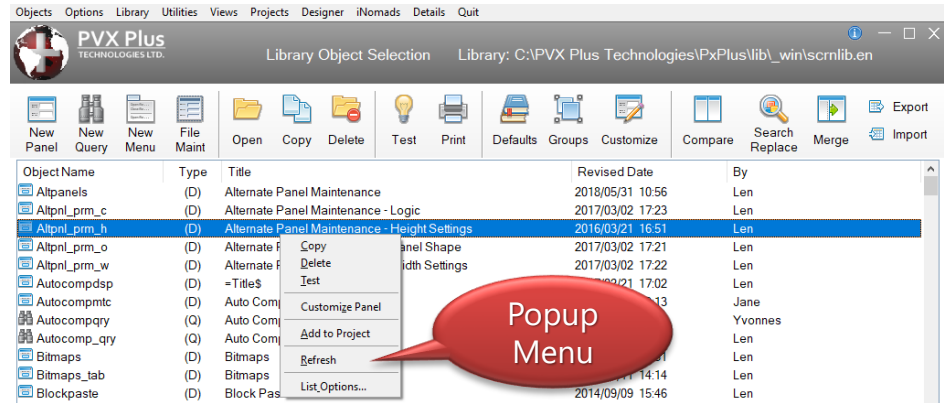 Objects Options Library Utilities Views Projects Designer iNomads Details Quit
PVX Plus
TECHNOLOGIES LTD.
Library Object Selection Library: C:\PVX Plus Technologies\PxPlus\lib\_win\scrnlib.en
New Panel
New Query
New Menu
File Maint
Open
Copy
Delete
Test
Print
Defaults
Groups
Customize
Compare
Search Replace
Merge
Export
Import
Object Name Type Title Revised Date By
Altpanels (D) Alternate Panel Maintenance 2018/05/31 10:56 Len
Altpnl_prm_c (D) Alternate Panel Maintenance - Logic 2017/03/02 17:23 Len
Altpnl_prm_h (D) Alternate Panel Maintenance - Height Settings 2016/03/21 16:51 Len
Altpnl_prm_o (D) Alternate anel Shape 2017/03/02 17:21 Len
Altpnl_prm_w (D) Alternate idth Settings 2017/03/02 17:22 Len
Autocompdsp (D) =Title$ 17:02 Len
Autocompmtc (D) Auto Com Jane
Autocompqry (Q) Auto Com Yvonnes
Autocomp_qry (Q) Auto Com Len
Bitmaps (D) Bitmaps Len
Bitmaps_tab (D) Bitmaps 14:14 Len
Blockpaste (D) Block Pas 2014/09/09 15:46 Len
Copy
Delete
Test
Customize Panel
Add to Project
Refresh
List Options...
Popup
Menu